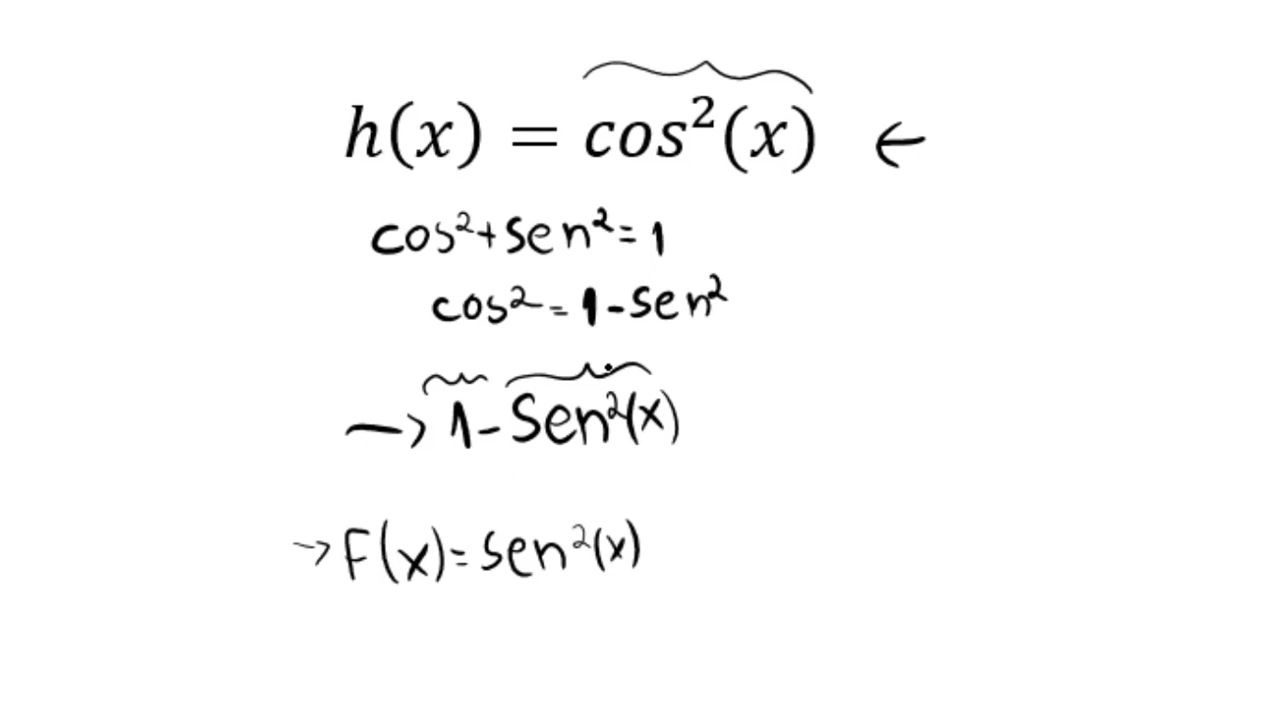 h(x) = cos²(x) ←
cos²+sen²=1
cos²=1-sen²
→ 1-Sen²(x)
→ F(x)=sen²(x)